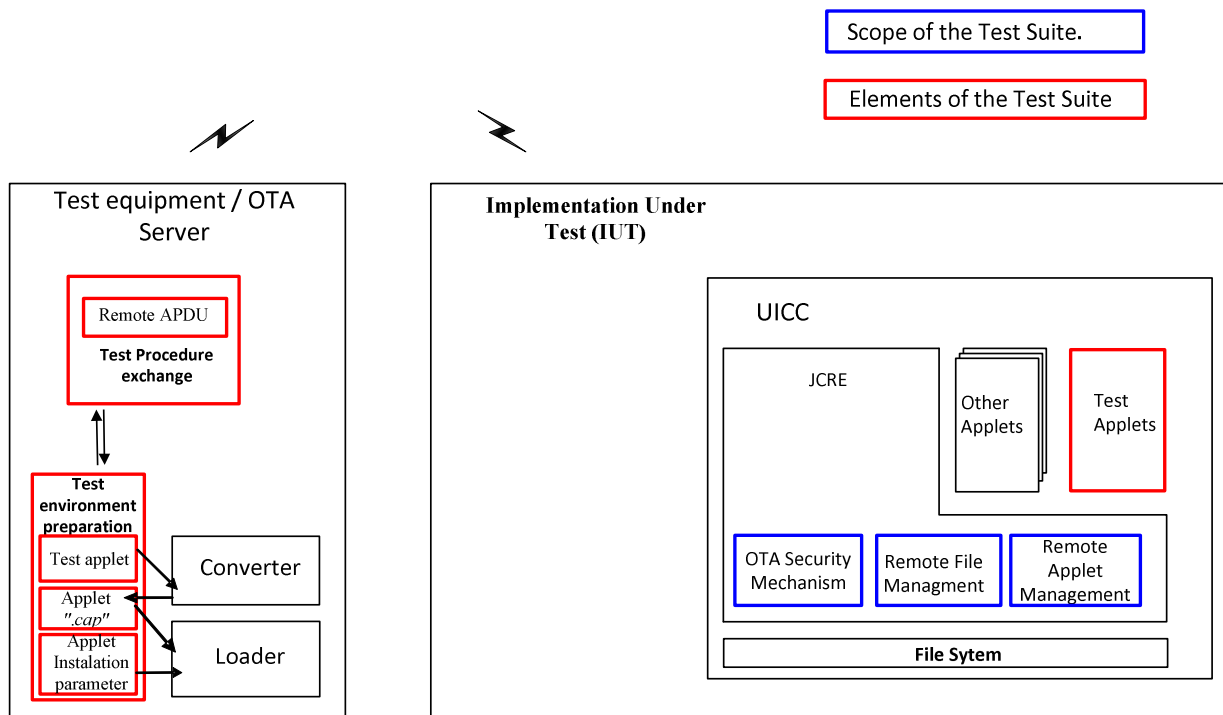 Scope of the Test Suite.
Elements of the Test Suite
Test equipment / OTA
Server
Remote APDU
Test Procedure
exchange
Test
environment
preparation
Test applet
Applet
".cap"
Applet
Instalation
parameter
Converter
Loader
Implementation Under
Test (IUT)
UICC
JCRE
Other
Applets
Test
Applets
OTA Security
Mechanism
Remote File
Managment
Remote
Applet
Management
File Sytem